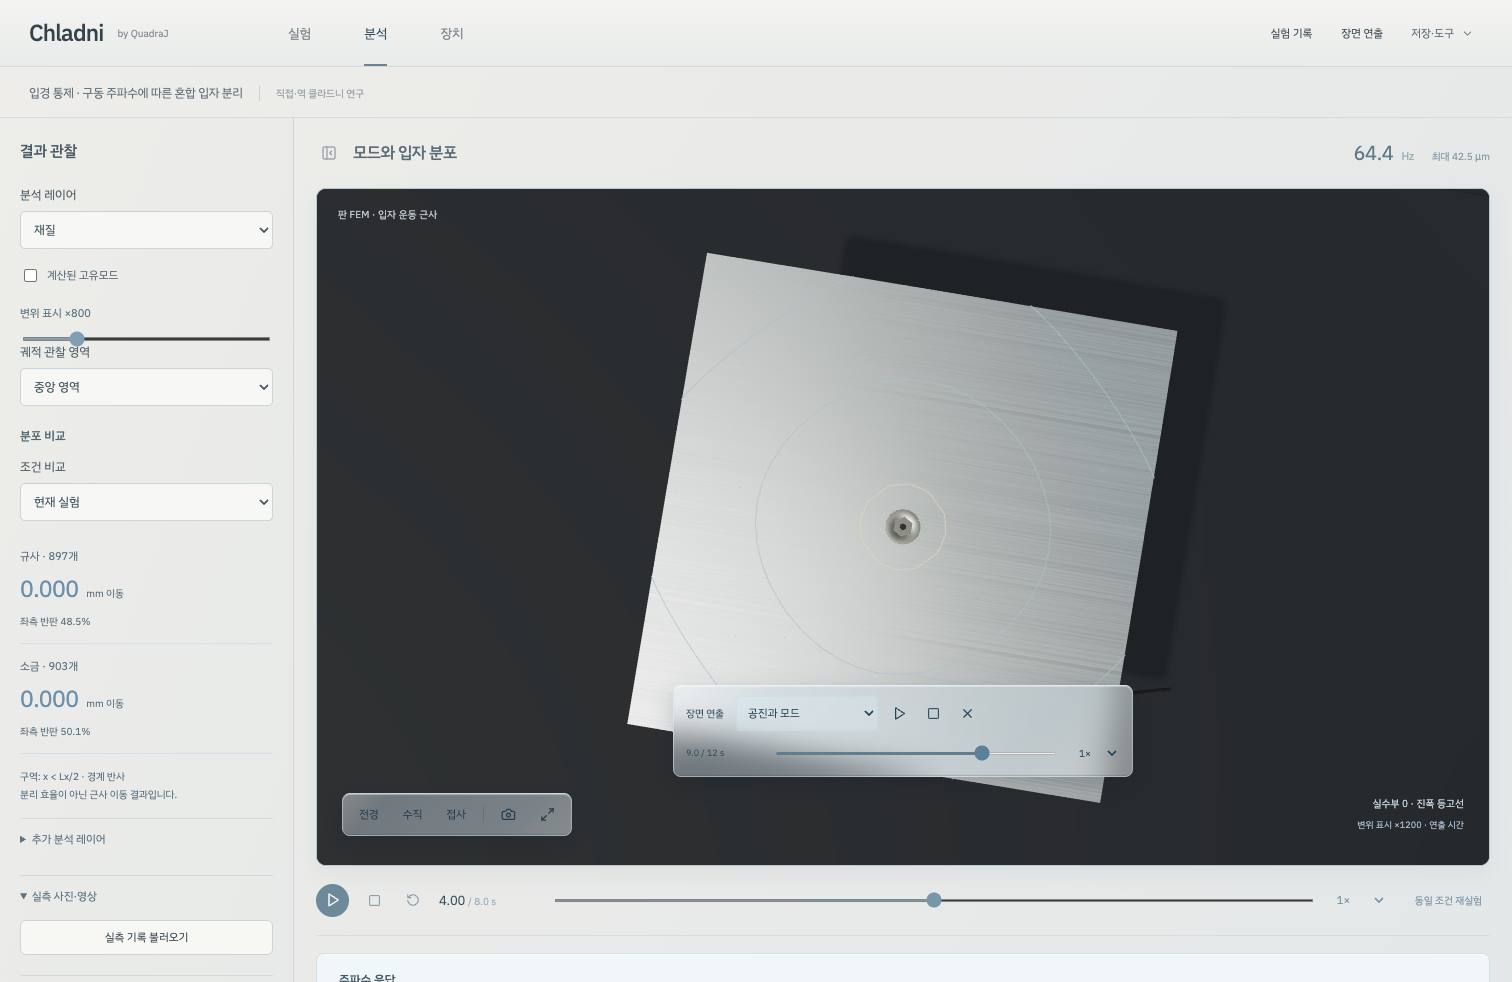 Chladni by QuadraJ 실험 분석 장치 실험 기록 장면 연출 저장·도구
입경 통제 · 구동 주파수에 따른 혼합 입자 분리 직접·역 클라드니 연구
결과 관찰
분석 레이어
재질
계산된 고유모드
변위 표시 ×800
궤적 관찰 영역
중앙 영역
분포 비교
조건 비교
현재 실험
규사 · 897개
0.000 mm 이동
좌측 반판 48.5%
소금 · 903개
0.000 mm 이동
좌측 반판 50.1%
구역: x < Lx/2 · 경계 반사
분리 효율이 아닌 근사 이동 결과입니다.
추가 분석 레이어
실측 사진·영상
실측 기록 불러오기
모드와 입자 분포 64.4 Hz 최대 42.5 µm
판 FEM · 입자 운동 근사
장면 연출 공진과 모드
9.0 / 12 s 1×
전경 수직 접사
실수부 0 · 진폭 등고선
변위 표시 ×1200 · 연출 시간
4.00 / 8.0 s 1× 동일 조건 재실험
주파수 응답